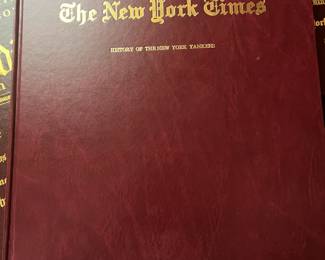 The New York Times
HISTORY OF THE NEW YORK YANKEES